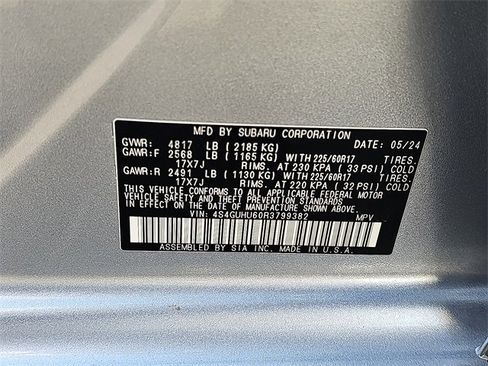 MFD BY SUBARU CORPORATION DATE: 05/24
GVWR: 4817 LB (2185 KG)
GAWR:F 2568 LB (1165 KG) WITH 225/60R17 TIRES.
17X7J RIMS. AT 230 KPA (33 PSI) COLD
GAWR:R 2491 LB (1130 KG) WITH 225/60R17 TIRES.
17X7J RIMS. AT 220 KPA (32 PSI) COLD
THIS VEHICLE CONFORMS TO ALL APPLICABLE FEDERAL MOTOR
VEHICLE SAFETY AND THEFT PREVENTION STANDARDS IN
EFFECT ON THE DATE OF MANUFACTURE SHOWN ABOVE.
VIN: 4S4GUHU60R3799382 MPV
ASSEMBLED BY SIA INC. MADE IN U.S.A.